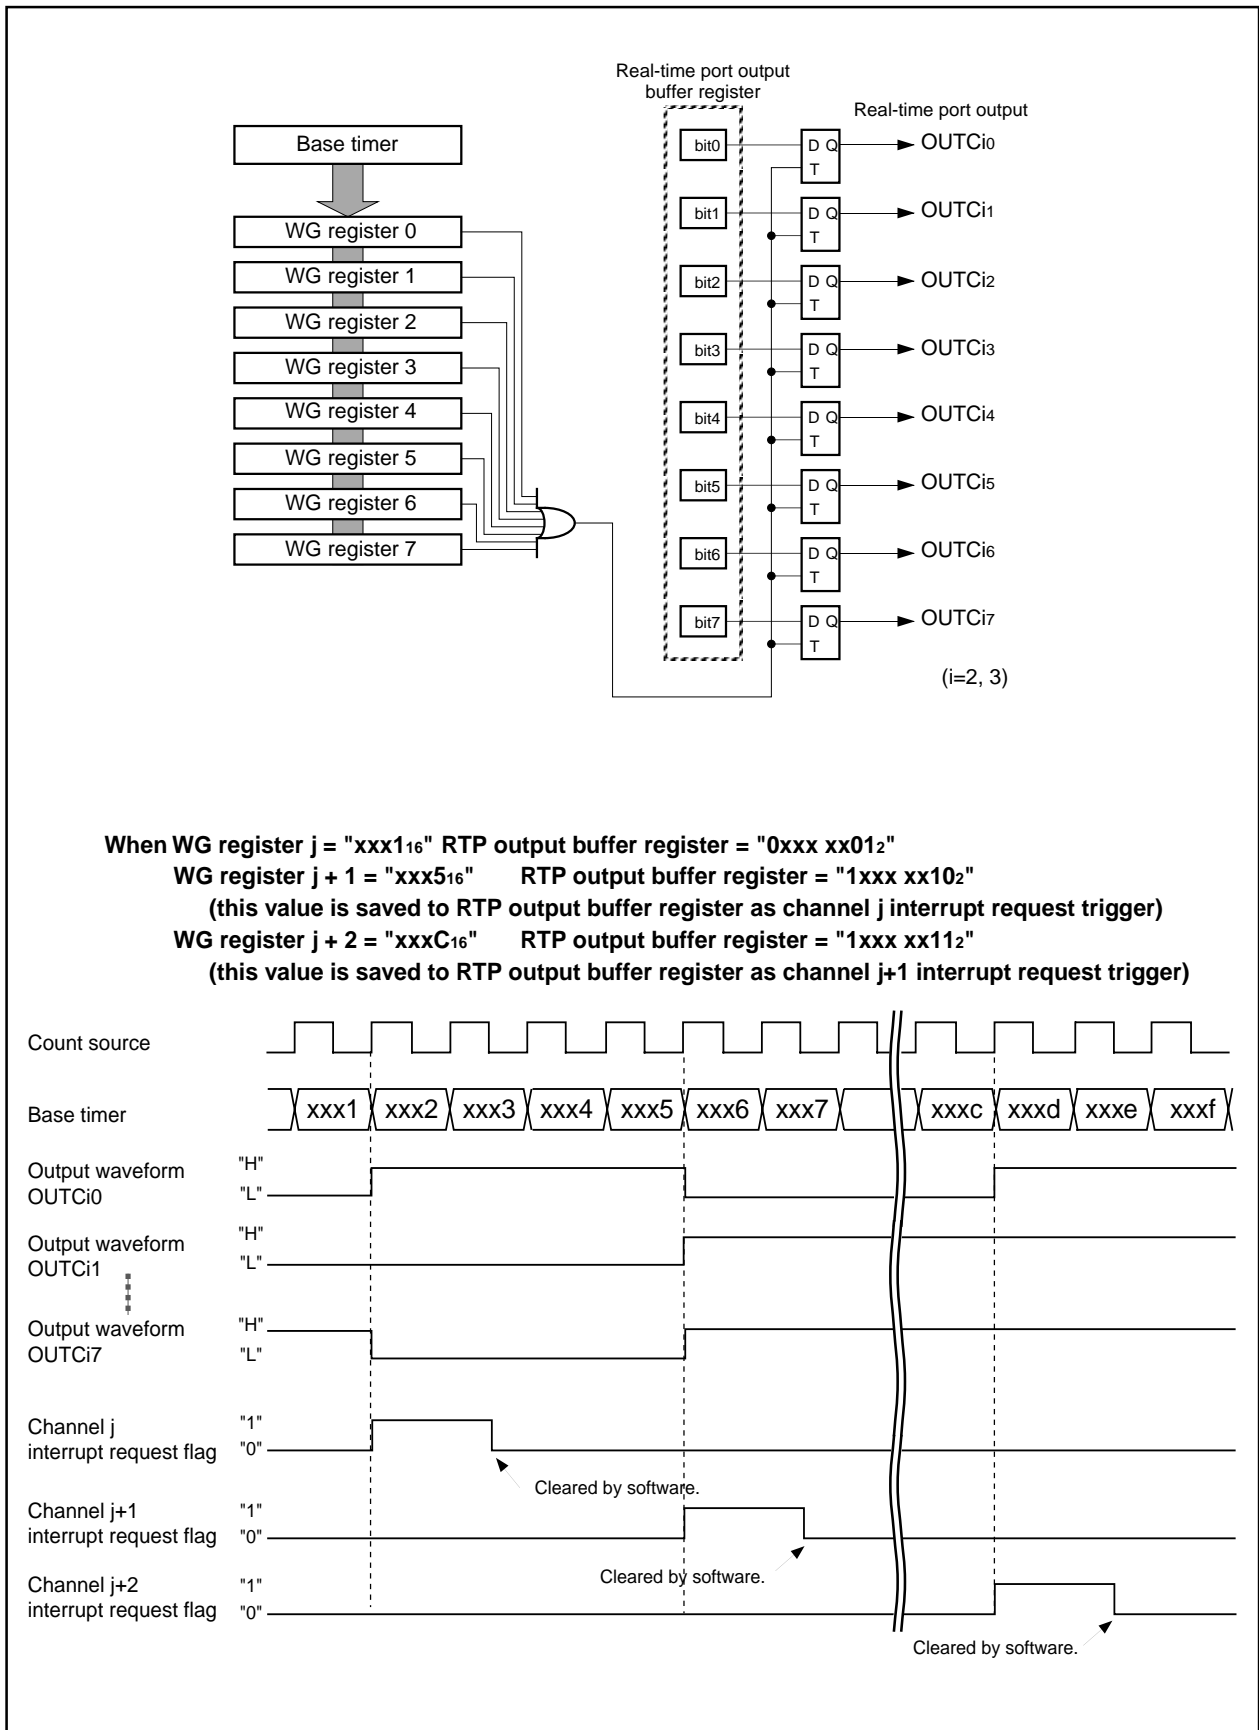 Real-time port output
buffer register
Real-time port output
Base timer
WG register 0
WG register 1
WG register 2
WG register 3
WG register 4
WG register 5
WG register 6
WG register 7
bit0
D Q
T
OUTCi0
bit1
D Q
T
OUTCi1
bit2
D Q
T
OUTCi2
bit3
D Q
T
OUTCi3
bit4
D Q
T
OUTCi4
bit5
D Q
T
OUTCi5
bit6
D Q
T
OUTCi6
bit7
D Q
T
OUTCi7
(i=2, 3)
When WG register j = "xxx1₁₆" RTP output buffer register = "0xxx xx01₂"
WG register j + 1 = "xxx5₁₆" RTP output buffer register = "1xxx xx10₂"
(this value is saved to RTP output buffer register as channel j interrupt request trigger)
WG register j + 2 = "xxxC₁₆" RTP output buffer register = "1xxx xx11₂"
(this value is saved to RTP output buffer register as channel j+1 interrupt request trigger)
Count source
Base timer
xxx1 xxx2 xxx3 xxx4 xxx5 xxx6 xxx7 xxxc xxxd xxxe xxxf
Output waveform "H"
OUTCi0 "L"
Output waveform "H"
OUTCi1 "L"
Output waveform "H"
OUTCi7 "L"
Channel j "1"
interrupt request flag "0"
Cleared by software.
Channel j+1 "1"
interrupt request flag "0"
Cleared by software.
Channel j+2 "1"
interrupt request flag "0"
Cleared by software.